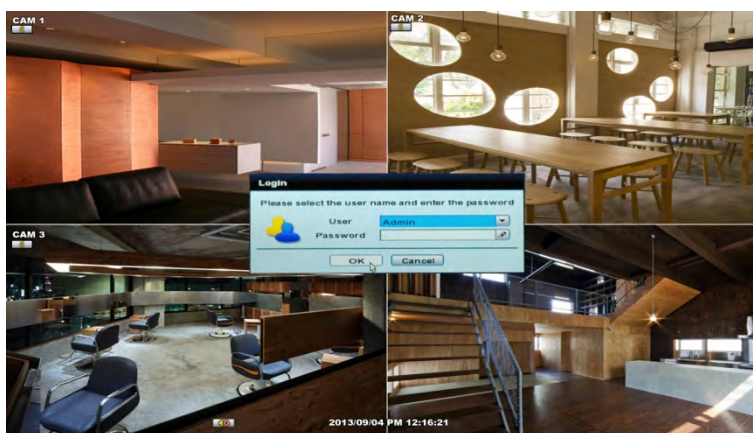 CAM 1
CAM 2
Login
Please select the user name and enter the password
User
Admin
Password
OK
Cancel
CAM 3
2013/09/04 PM 12:16:21